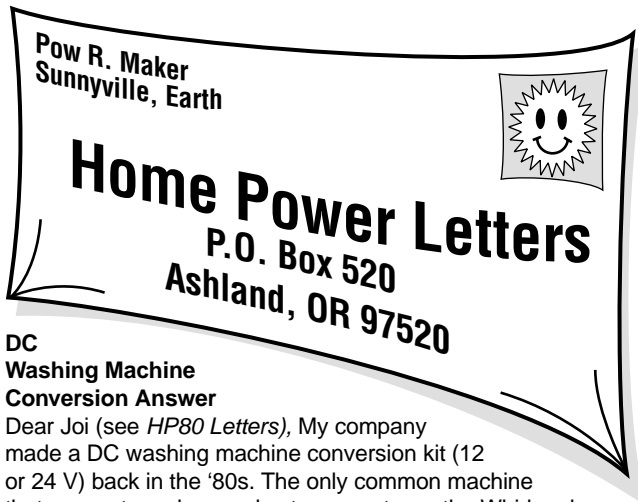 Pow R. Maker
Sunnyville, Earth
Home Power Letters
P.O. Box 520
Ashland, OR 97520
DC
Washing Machine
Conversion Answer
Dear Joi (see HP80 Letters), My company
made a DC washing machine conversion kit (12
or 24 V) back in the ‘80s. The only common machine